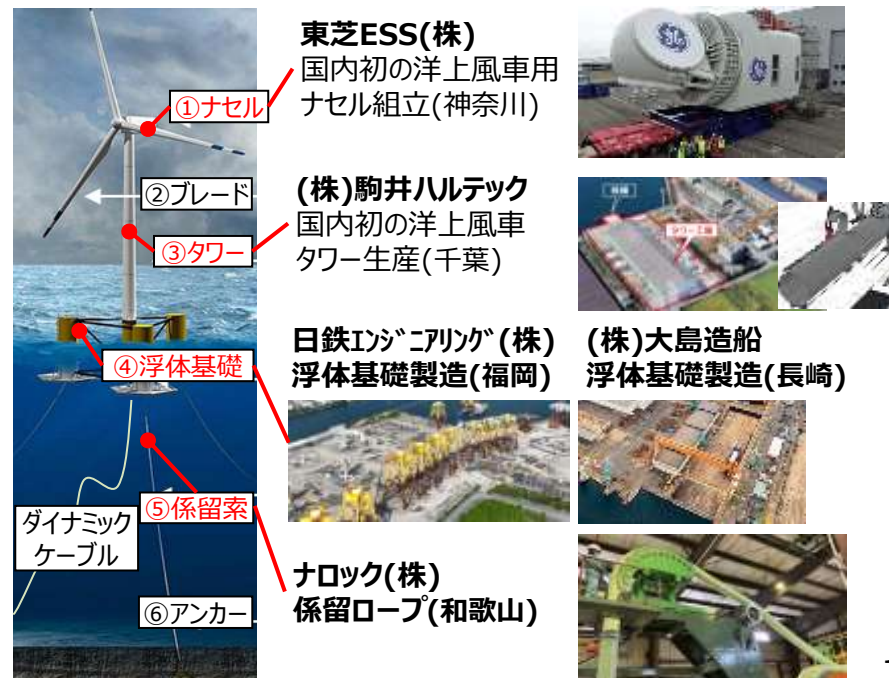 東芝ESS(株)
国内初の洋上風車用
ナセル組立(神奈川)
①ナセル
②ブレード
(株)駒井ハルテック
国内初の洋上風車
タワー生産(千葉)
③タワー
タワー工場
日鉄ｴﾝｼﾞﾆｱﾘﾝｸﾞ(株)
浮体基礎製造(福岡)
(株)大島造船
浮体基礎製造(長崎)
④浮体基礎
⑤係留索
ダイナミック
ケーブル
ナロック(株)
係留ロープ(和歌山)
⑥アンカー